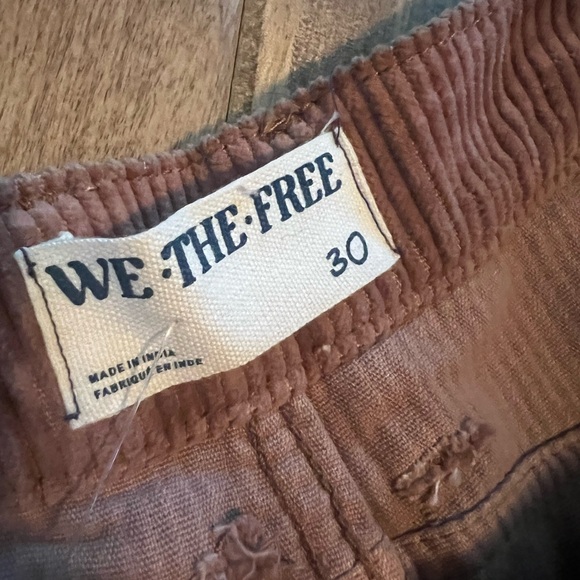 WE·THE·FREE
30
MADE IN INDIA
FABRIQUÉ EN INDE